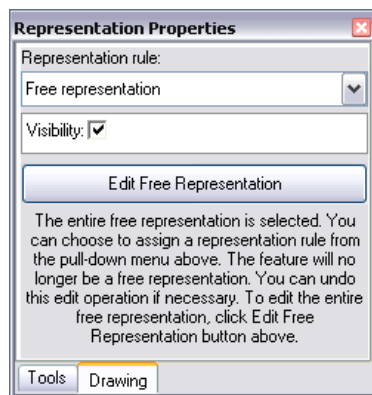 Representation Properties
Representation rule:
Free representation
Visibility:
Edit Free Representation
The entire free representation is selected. You
can choose to assign a representation rule from
the pull-down menu above. The feature will no
longer be a free representation. You can undo
this edit operation if necessary. To edit the entire
free representation, click Edit Free
Representation button above.
Tools Drawing